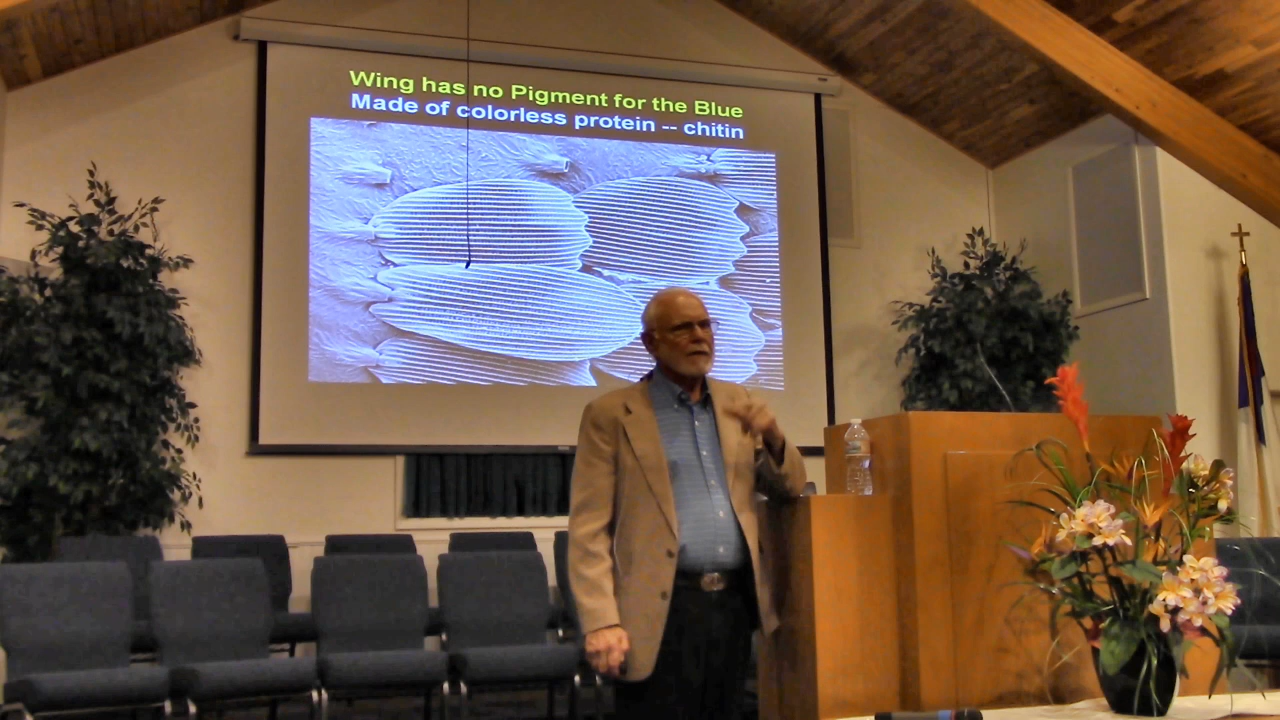 Wing has no Pigment for the Blue
Made of colorless protein -- chitin